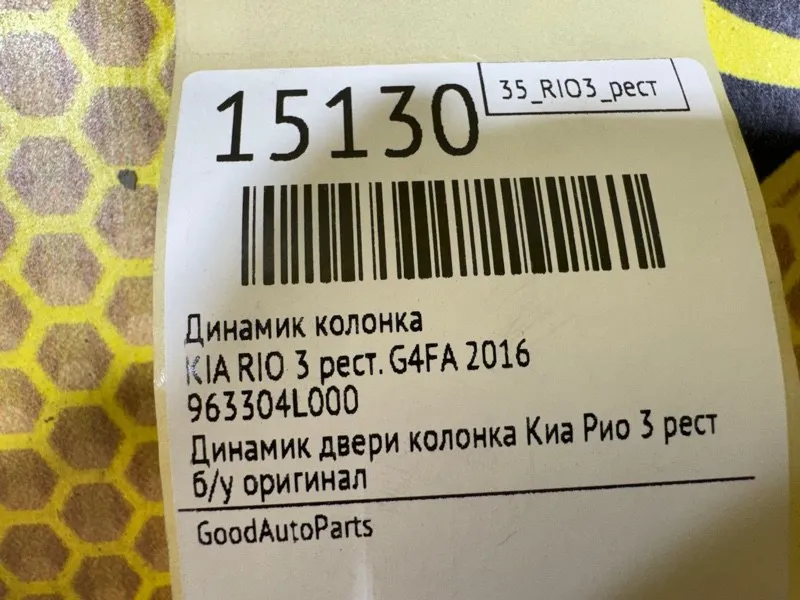 15130
35_RIO3_рест
Динамик колонка
KIA RIO 3 рест. G4FA 2016
963304L000
Динамик двери колонка Киа Рио 3 рест
б/у оригинал
GoodAutoParts